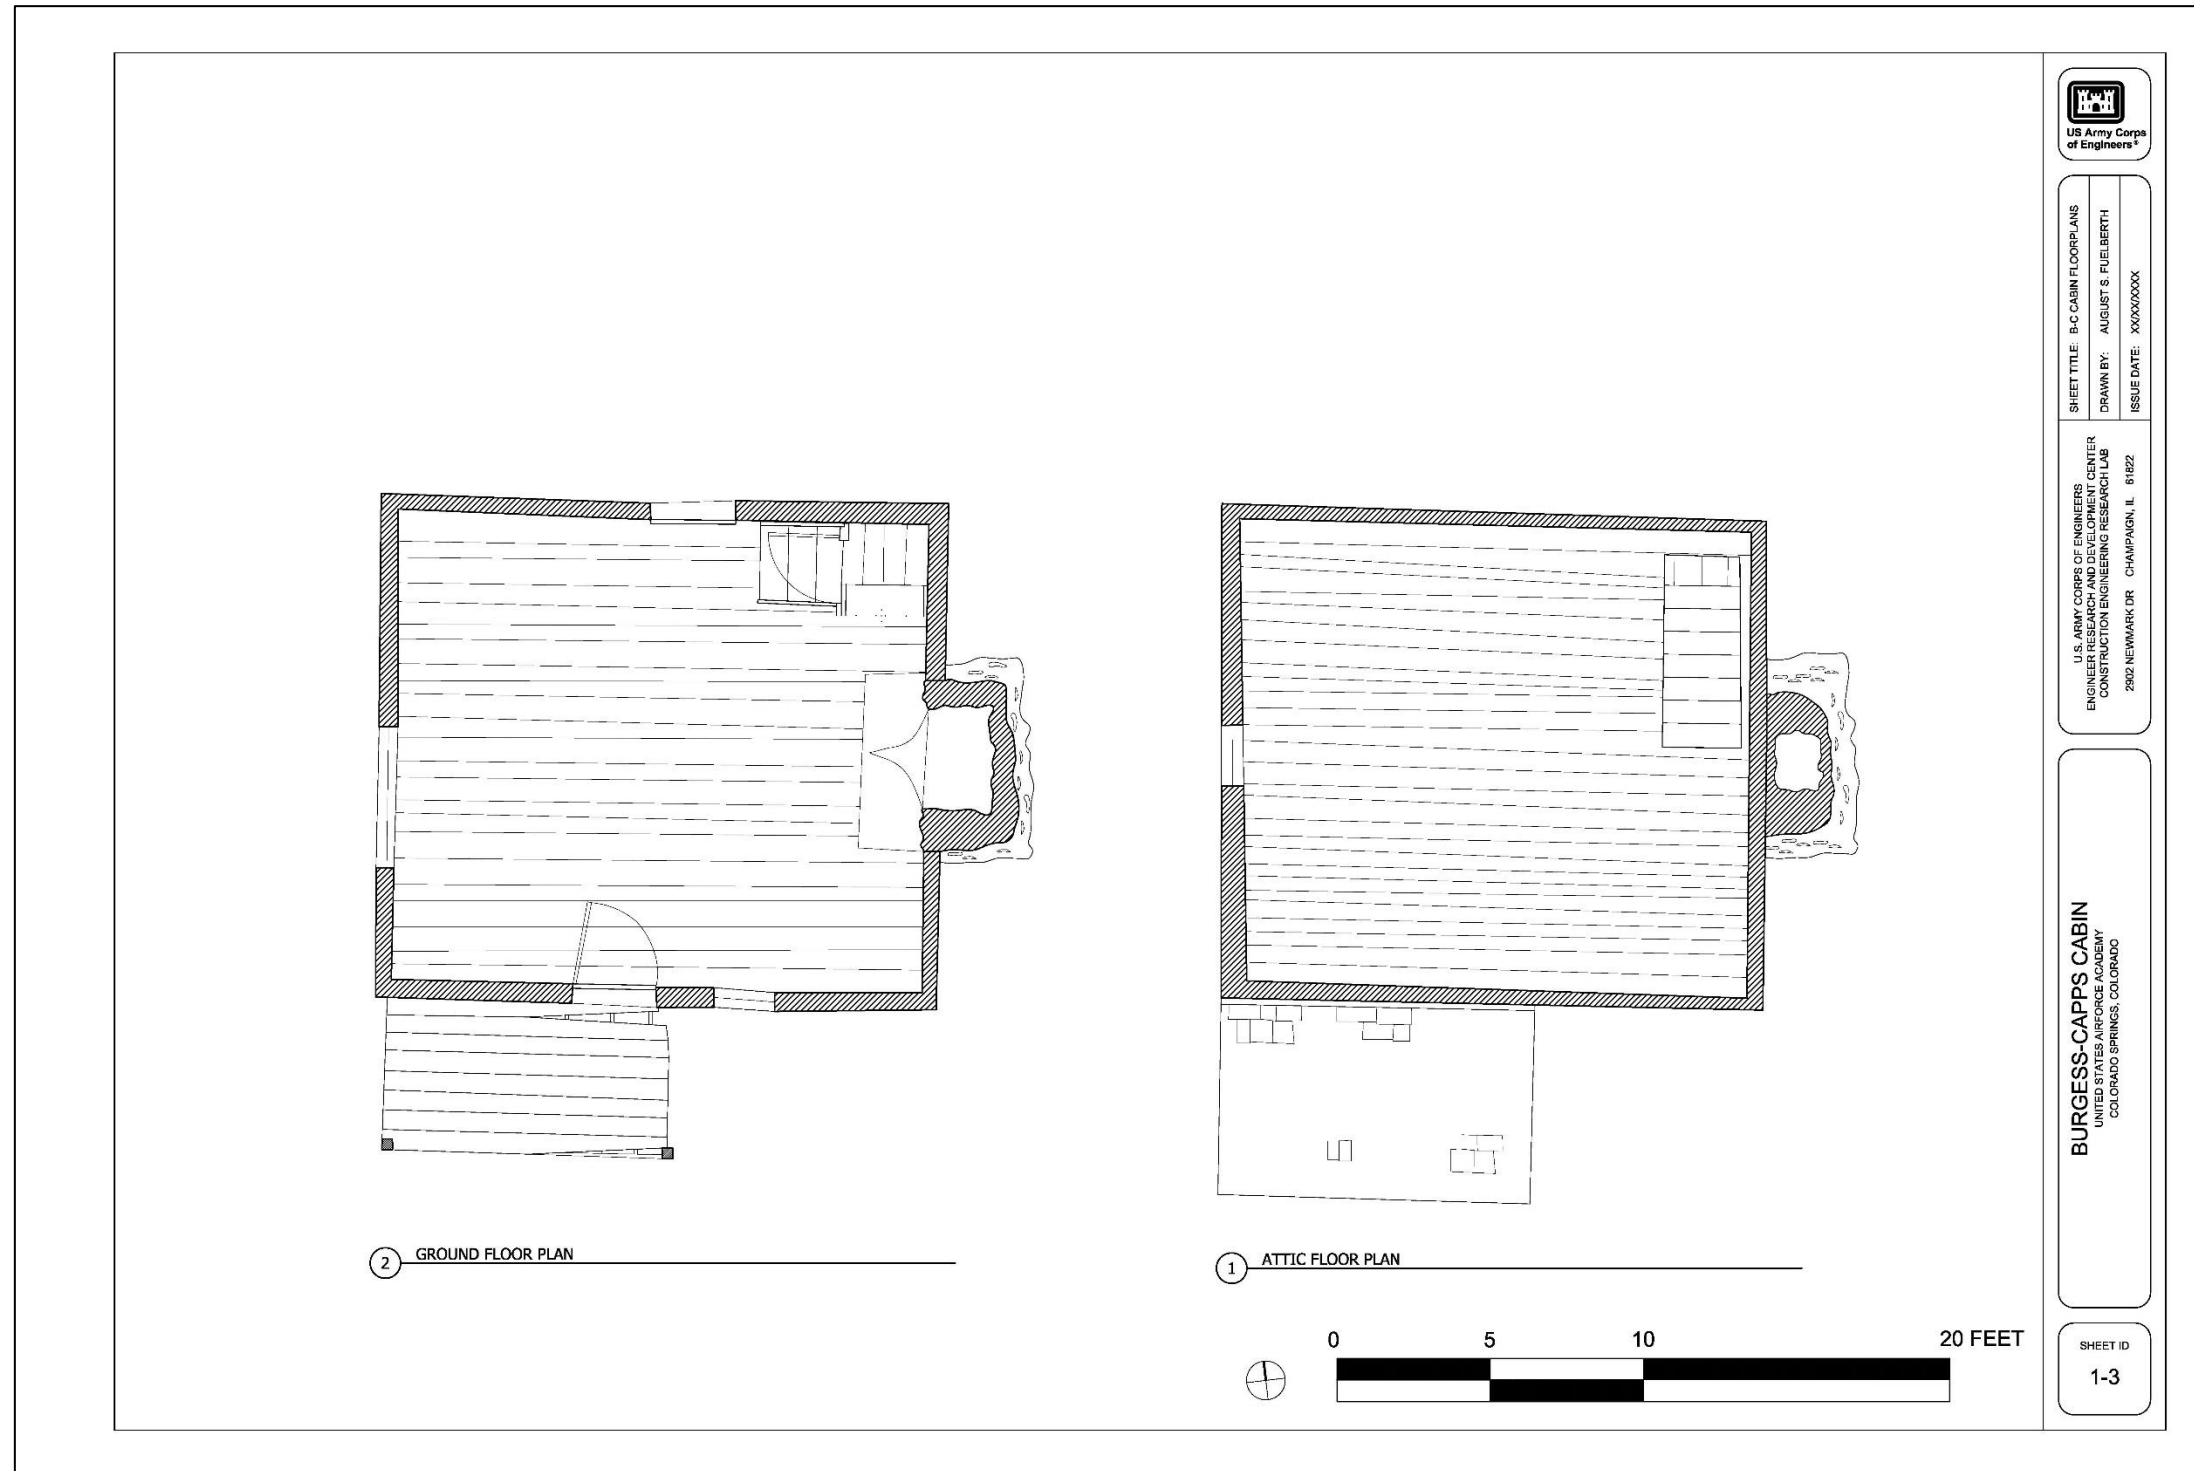 US Army Corps
of Engineers®
SHEET TITLE: B-C CABIN FLOORPLANS
DRAWN BY: AUGUST S. FUELBERTH
ISSUE DATE: XX/XX/XXXX
U.S. ARMY CORPS OF ENGINEERS
ENGINEER RESEARCH AND DEVELOPMENT CENTER
CONSTRUCTION ENGINEERING RESEARCH LAB
2902 NEWMARK DR CHAMPAIGN, IL 61822
BURGESS-CAPPS CABIN
UNITED STATES AIRFORCE ACADEMY
COLORADO SPRINGS, COLORADO
2 GROUND FLOOR PLAN
1 ATTIC FLOOR PLAN
0 5 10 20 FEET
SHEET ID
1-3